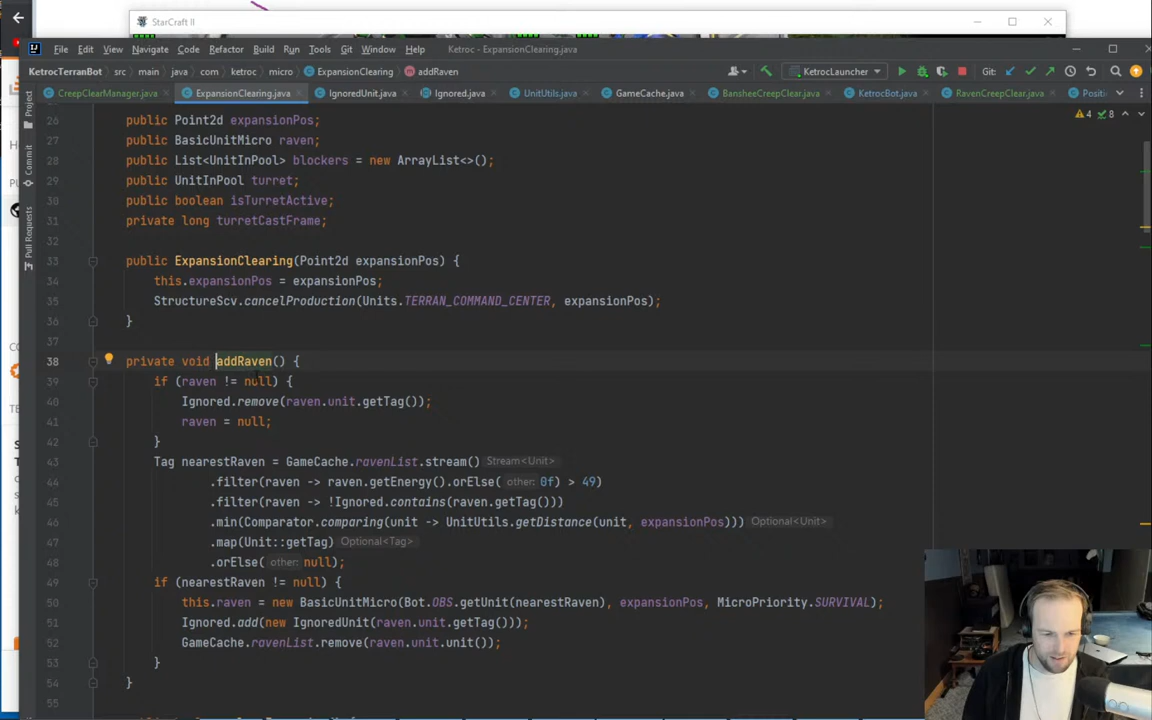 StarCraft II
File Edit View Navigate Code Refactor Build Run Tools Git Window Help Ketroc - ExpansionClearing.java
KetrocTerranBot src main java com ketroc micro ExpansionClearing addRaven KetrocLauncher Git:
CreepClearManager.java ExpansionClearing.java IgnoredUnit.java Ignored.java UnitUtils.java GameCache.java BansheeCreepClear.java KetrocBot.java RavenCreepClear.java Positi
Project
Commit
Pull Requests
4 8
26 public Point2d expansionPos;
27 public BasicUnitMicro raven;
28 public List<UnitInPool> blockers = new ArrayList<>();
29 public UnitInPool turret;
30 public boolean isTurretActive;
31 private long turretCastFrame;
32
33 public ExpansionClearing(Point2d expansionPos) {
34 this.expansionPos = expansionPos;
35 StructureScv.cancelProduction(Units.TERRAN_COMMAND_CENTER, expansionPos);
36 }
37
38 private void addRaven() {
39 if (raven != null) {
40 Ignored.remove(raven.unit.getTag());
41 raven = null;
42 }
43 Tag nearestRaven = GameCache.ravenList.stream() Stream<Unit>
44 .filter(raven -> raven.getEnergy().orElse( other: 0f) > 49)
45 .filter(raven -> !Ignored.contains(raven.getTag()))
46 .min(Comparator.comparing(unit -> UnitUtils.getDistance(unit, expansionPos))) Optional<Unit>
47 .map(Unit::getTag) Optional<Tag>
48 .orElse( other: null);
49 if (nearestRaven != null) {
50 this.raven = new BasicUnitMicro(Bot.OBS.getUnit(nearestRaven), expansionPos, MicroPriority.SURVIVAL);
51 Ignored.add(new IgnoredUnit(raven.unit.getTag()));
52 GameCache.ravenList.remove(raven.unit.unit());
53 }
54 }
55